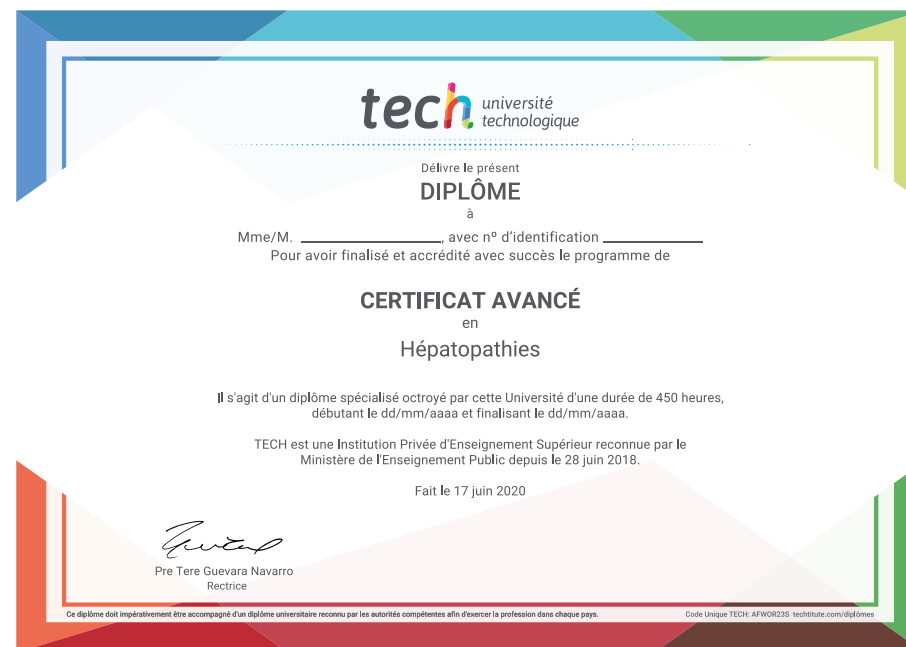 tech université
technologique
Délivre le présent
DIPLÔME
à
Mme/M. ____________________, avec nº d'identification ______________
Pour avoir finalisé et accrédité avec succès le programme de
CERTIFICAT AVANCÉ
en
Hépatopathies
Il s'agit d'un diplôme spécialisé octroyé par cette Université d'une durée de 450 heures,
débutant le dd/mm/aaaa et finalisant le dd/mm/aaaa.
TECH est une Institution Privée d'Enseignement Supérieur reconnue par le
Ministère de l'Enseignement Public depuis le 28 juin 2018.
Fait le 17 juin 2020
Pre Tere Guevara Navarro
Rectrice
Ce diplôme doit impérativement être accompagné d'un diplôme universitaire reconnu par les autorités compétentes afin d'exercer la profession dans chaque pays.
Code Unique TECH: AFWOR23S techtitute.com/diplômes